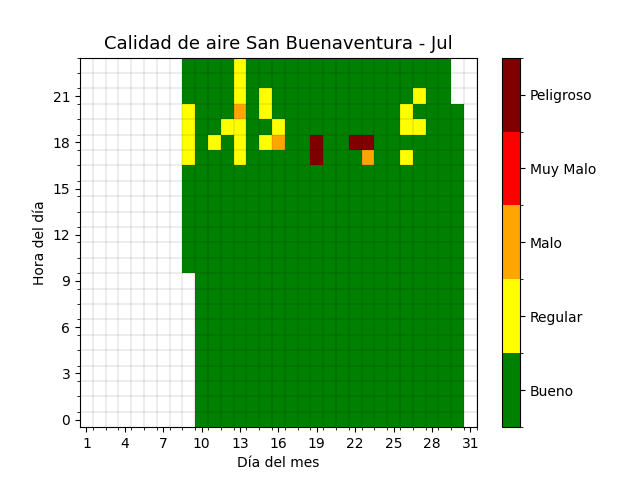 Calidad de aire San Buenaventura - Jul
Hora del día
21
18
15
12
9
6
3
0
1 4 7 10 13 16 19 22 25 28 31
Día del mes
Peligroso
Muy Malo
Malo
Regular
Bueno